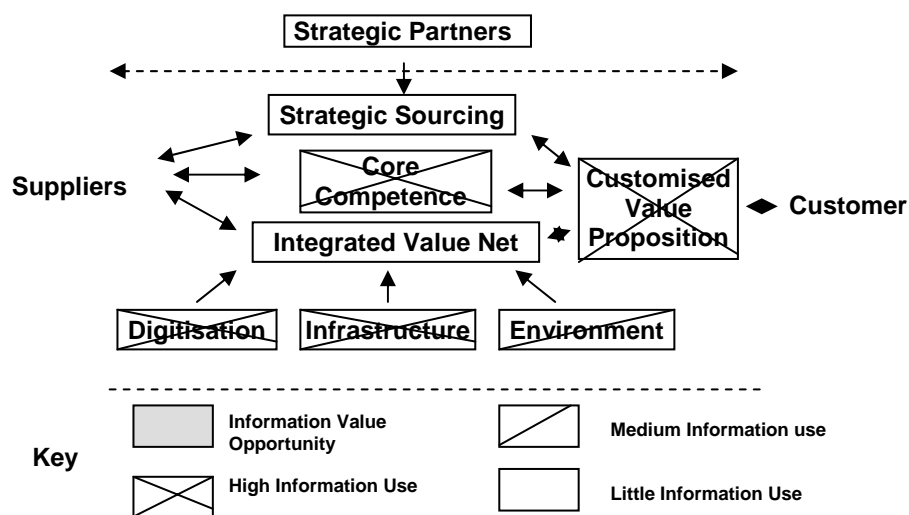 Strategic Partners
Strategic Sourcing
Suppliers
Core
Competence
Customised
Value
Proposition
Customer
Integrated Value Net
Digitisation
Infrastructure
Environment
Key
Information Value
Opportunity
Medium Information use
High Information Use
Little Information Use